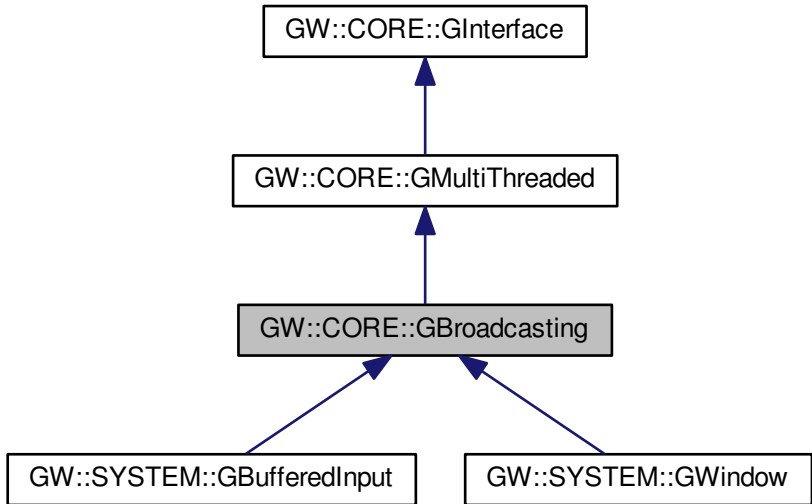 GW::CORE::GInterface
GW::CORE::GMultiThreaded
GW::CORE::GBroadcasting
GW::SYSTEM::GBufferedInput
GW::SYSTEM::GWindow